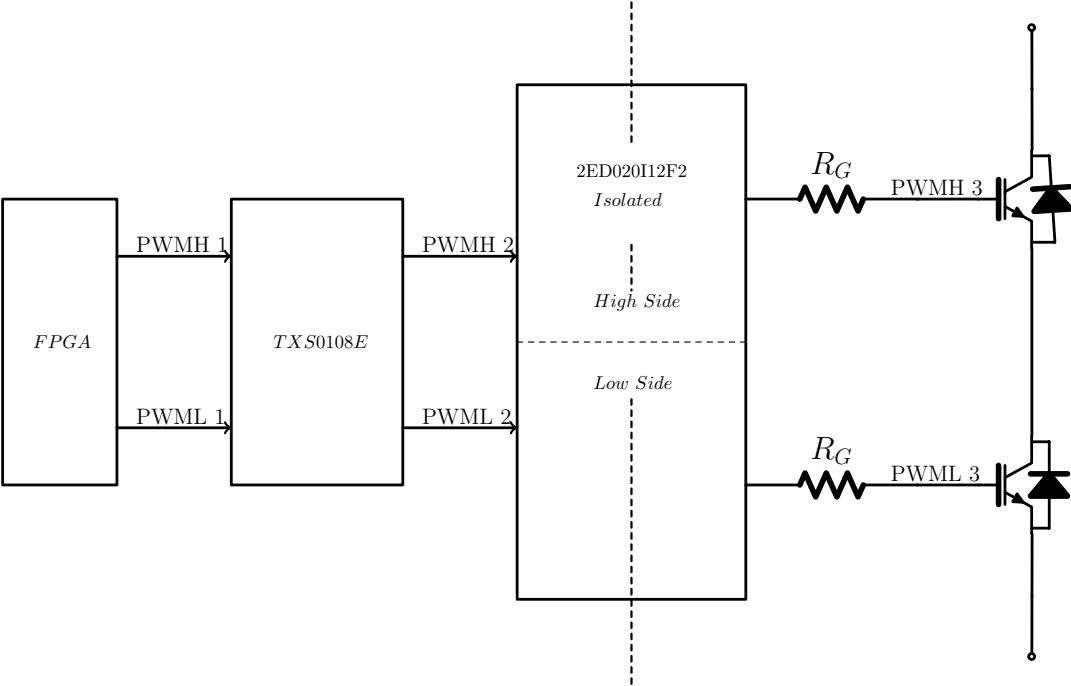 2ED020I12F2
Isolated
R_G
PWMH 3
PWMH 1
PWMH 2
High Side
FPGA
TXS0108E
Low Side
PWML 1
PWML 2
R_G
PWML 3